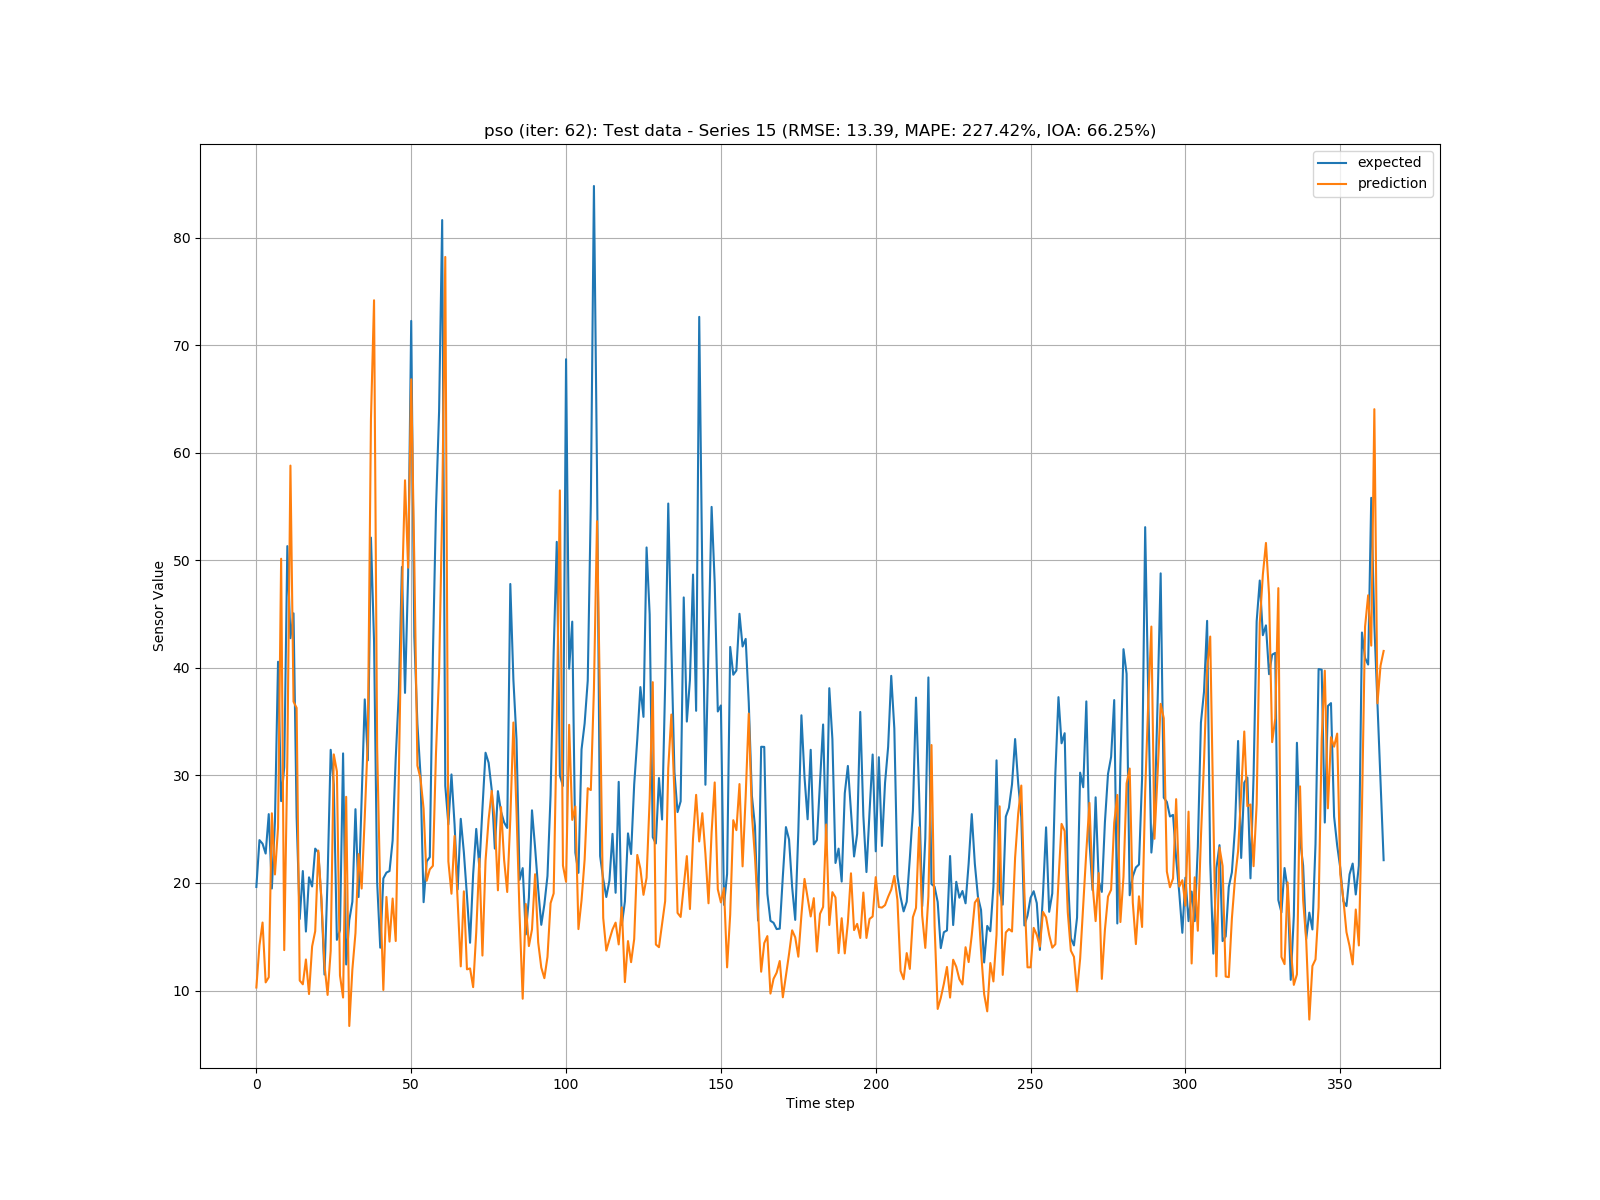 pso (iter: 62): Test data - Series 15 (RMSE: 13.39, MAPE: 227.42%, IOA: 66.25%)
expected
prediction
80
70
60
50
40
30
20
10
Sensor Value
0 50 100 150 200 250 300 350
Time step